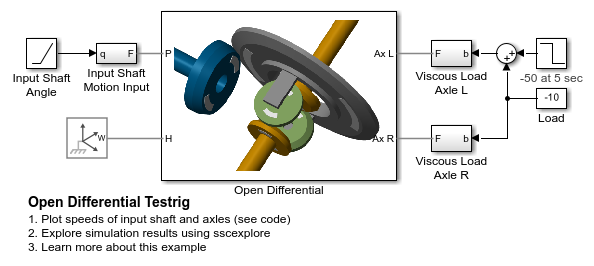 Input Shaft
Angle
q
F
Input Shaft
Motion Input
P
H
W
Ax L
Ax R
Open Differential
F
b
Viscous Load
Axle L
F
b
Viscous Load
Axle R
+
+
-50 at 5 sec
-10
Load
Open Differential Testrig
1. Plot speeds of input shaft and axles (see code)
2. Explore simulation results using sscexplore
3. Learn more about this example